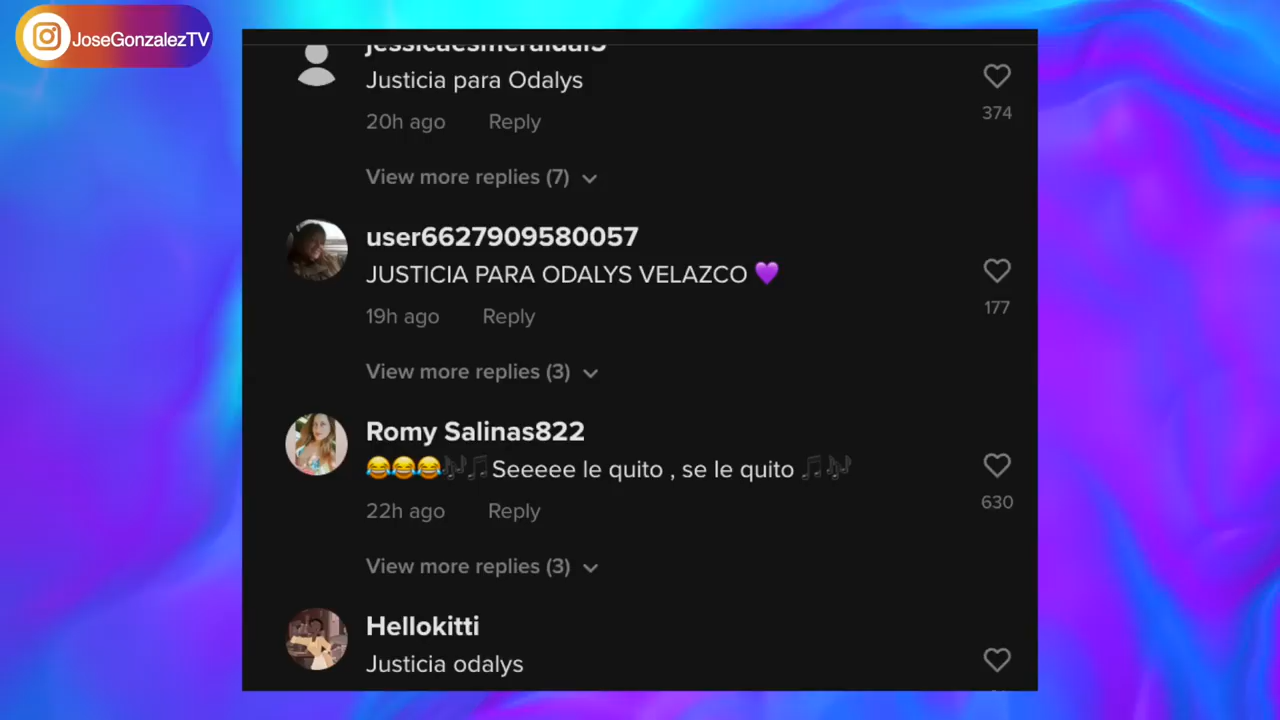 JoseGonzalezTV
Justicia para Odalys
374
20h ago Reply
View more replies (7)
user6627909580057
JUSTICIA PARA ODALYS VELAZCO 💜
177
19h ago Reply
View more replies (3)
Romy Salinas822
😂😂😂🎶🎵Seeeee le quito , se le quito 🎵🎶
630
22h ago Reply
View more replies (3)
Hellokitti
Justicia odalys